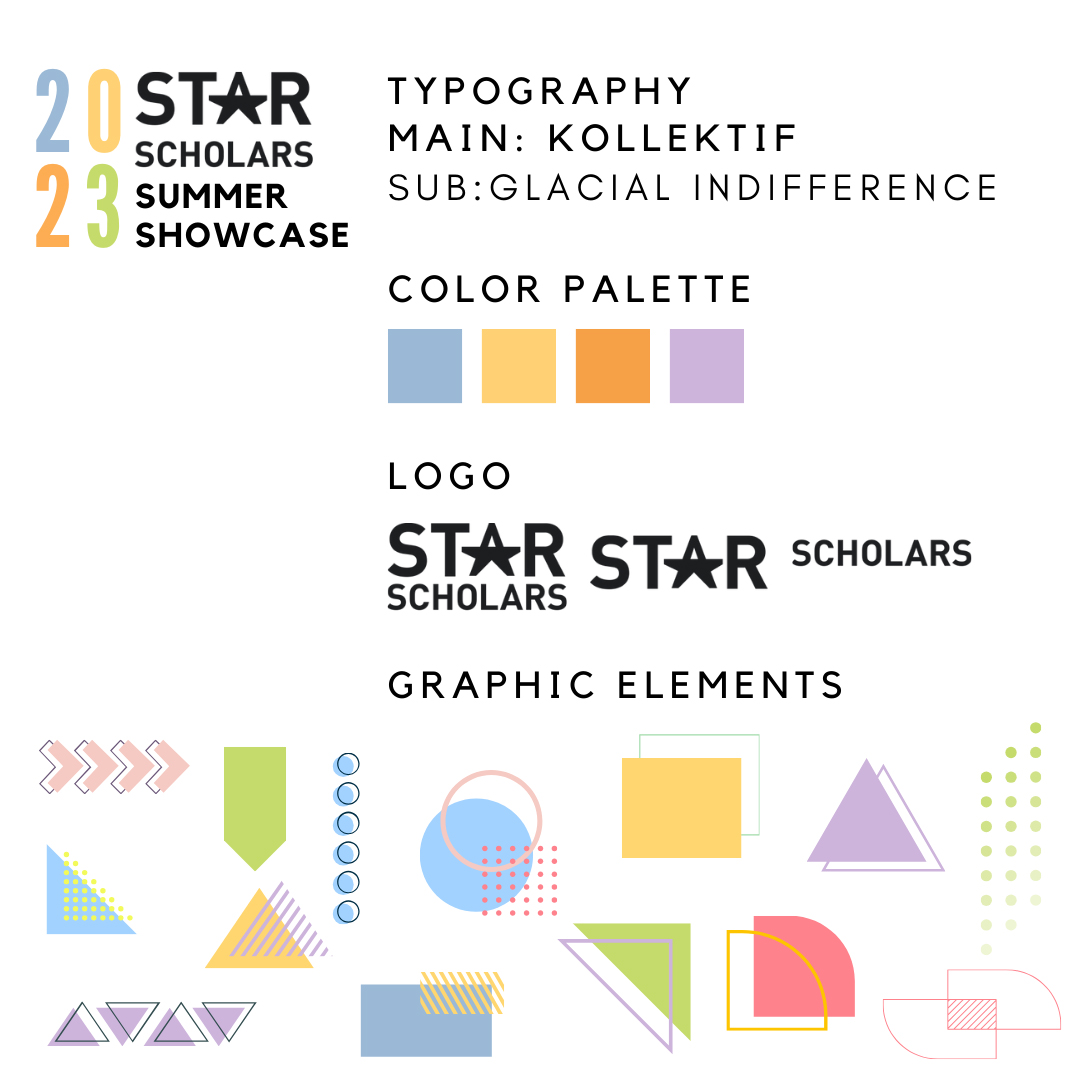 20
23
STAR
SCHOLARS
SUMMER
SHOWCASE
TYPOGRAPHY
MAIN: KOLLEKTIF
SUB:GLACIAL INDIFFERENCE
COLOR PALETTE
LOGO
STAR
SCHOLARS
STAR
SCHOLARS
GRAPHIC ELEMENTS